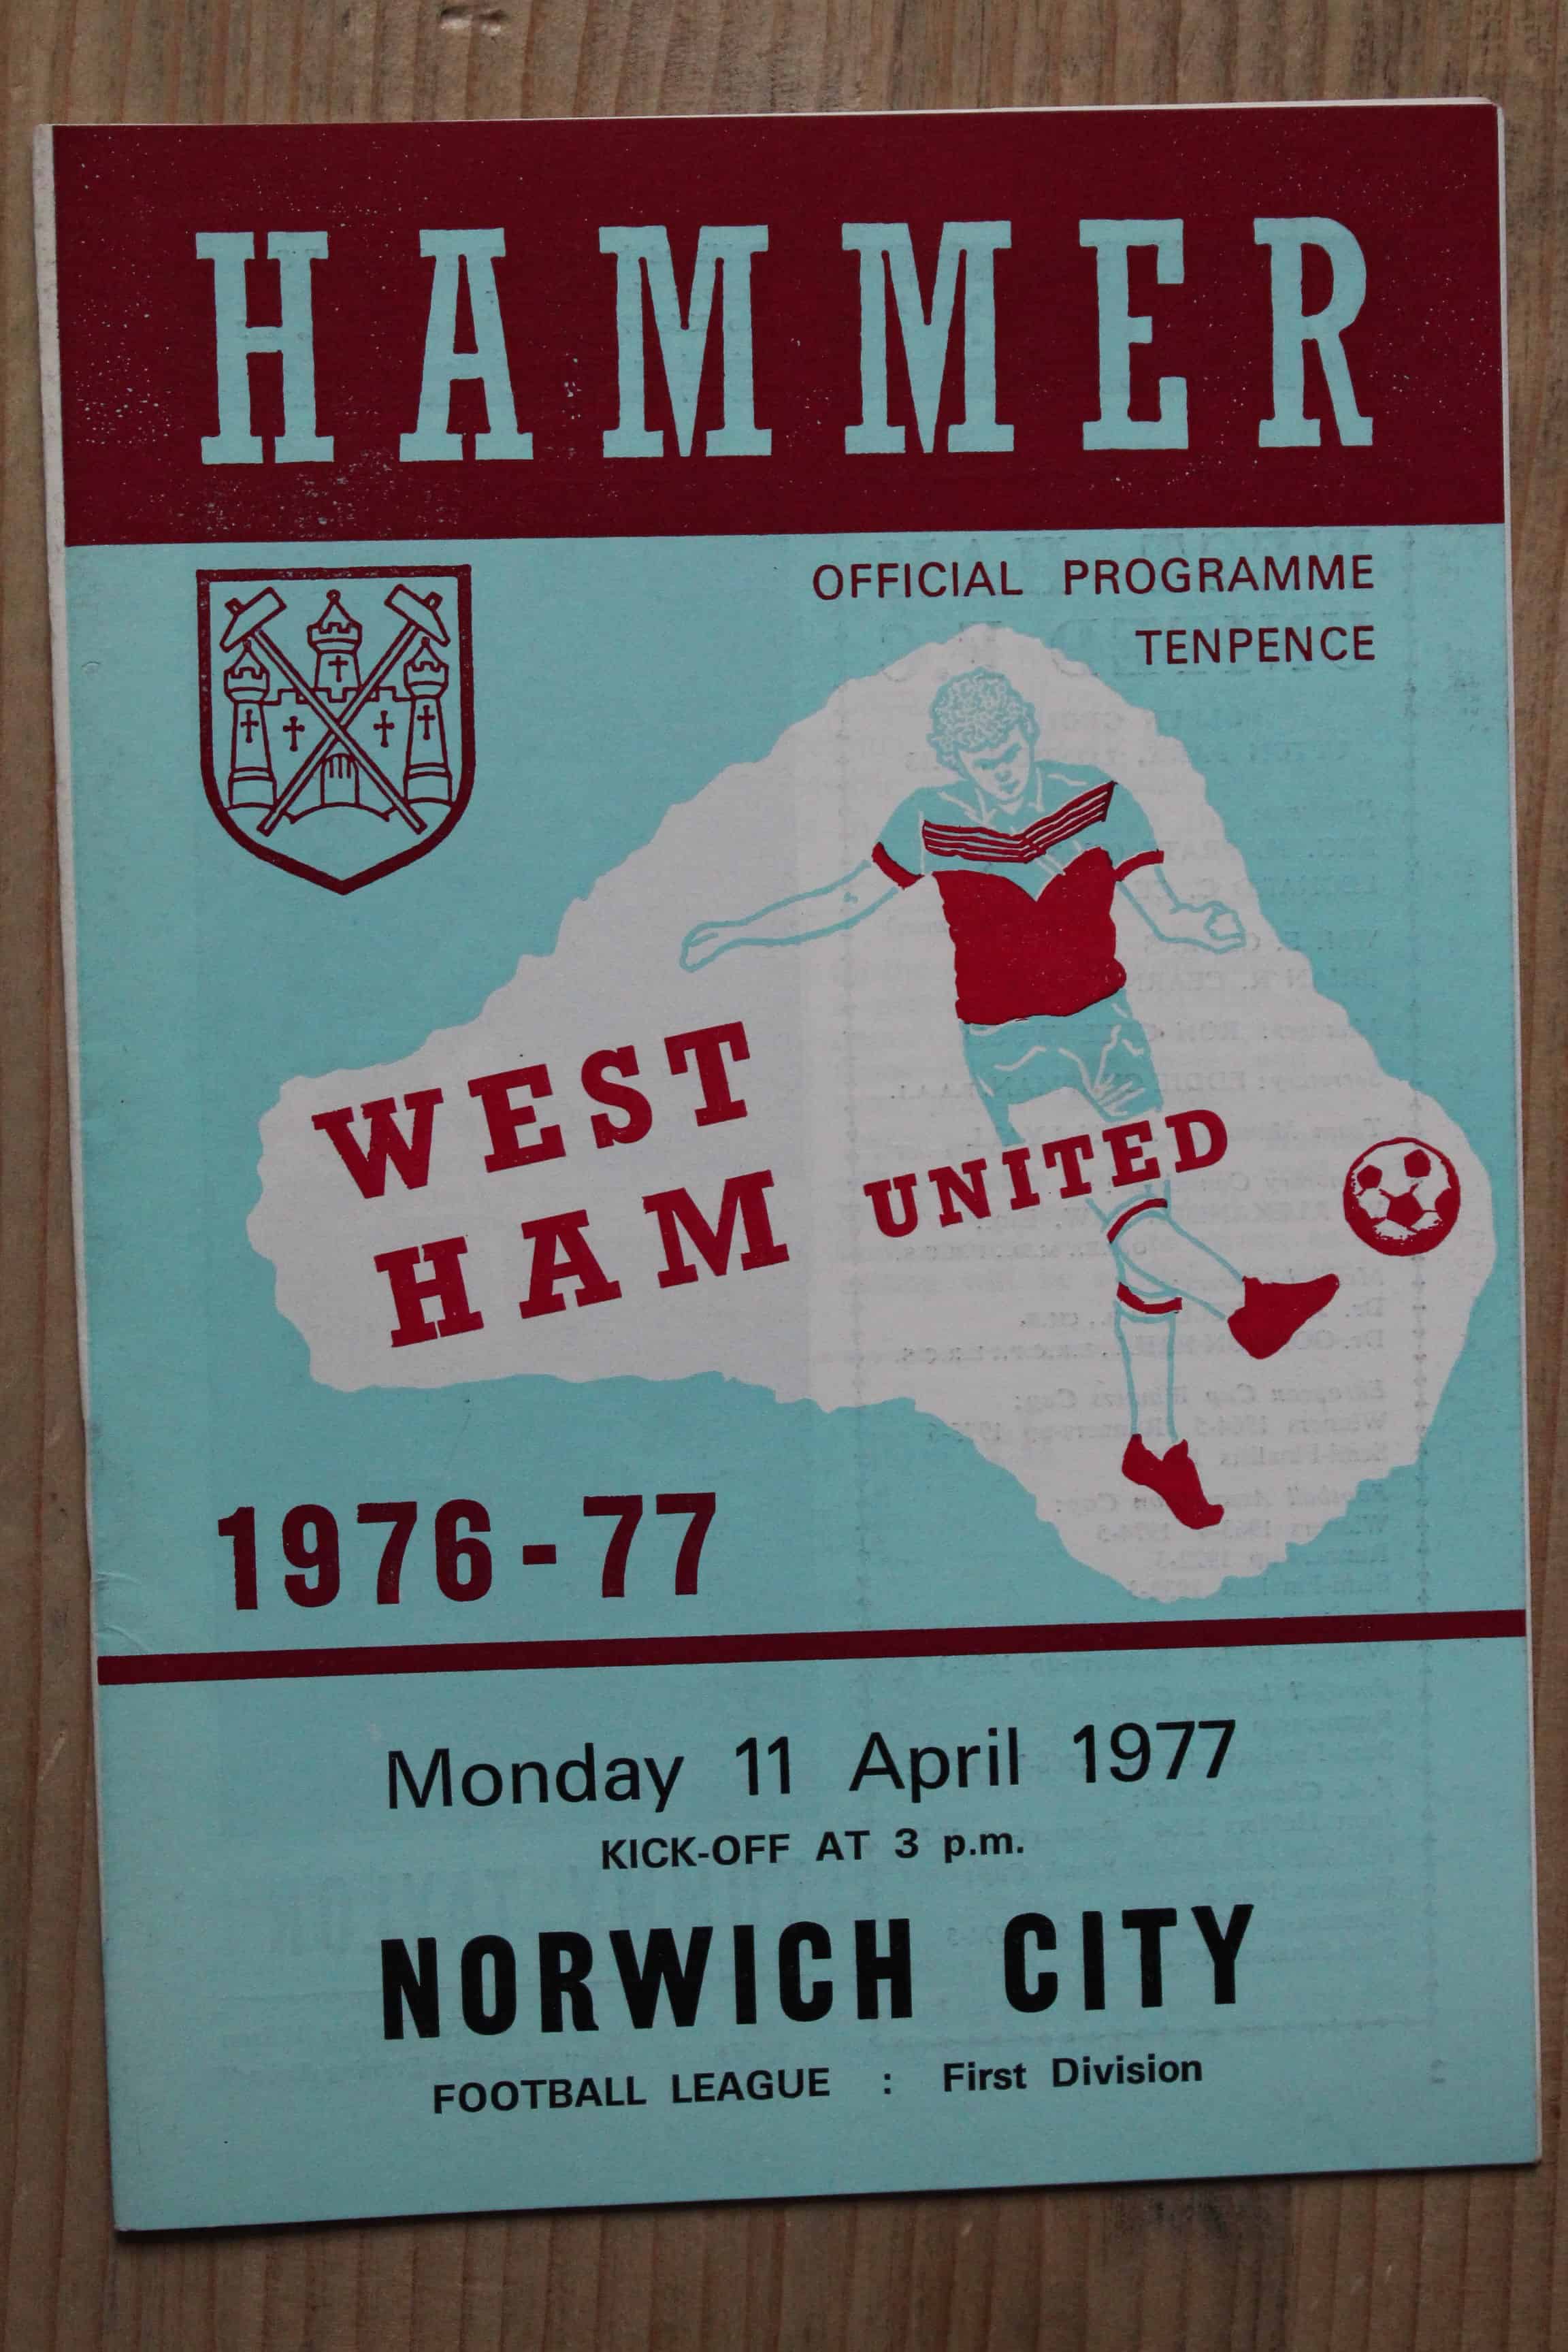 HAMMER
OFFICIAL PROGRAMME
TENPENCE
WEST
HAM UNITED
1976-77
Monday 11 April 1977
KICK-OFF AT 3 p.m.
NORWICH CITY
FOOTBALL LEAGUE : First Division